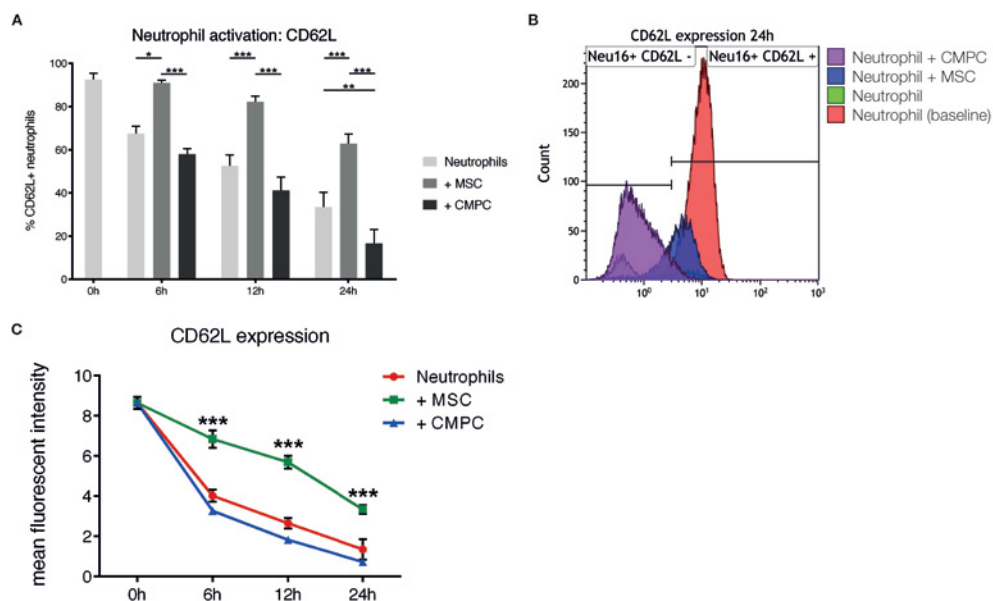 A
Neutrophil activation: CD62L
* *** *** *** *** ***
**
% CD62L+ neutrophils
100
80
60
40
20
0
0h 6h 12h 24h
Neutrophils
+ MSC
+ CMPC
B
CD62L expression 24h
Neu16+ CD62L - Neu16+ CD62L +
Count
200
150
100
50
0
10⁰ 10¹ 10² 10³
Neutrophil + CMPC
Neutrophil + MSC
Neutrophil
Neutrophil (baseline)
C
CD62L expression
mean fluorescent intensity
10
8
6
4
2
0
0h 6h 12h 24h
*** *** ***
Neutrophils
+ MSC
+ CMPC